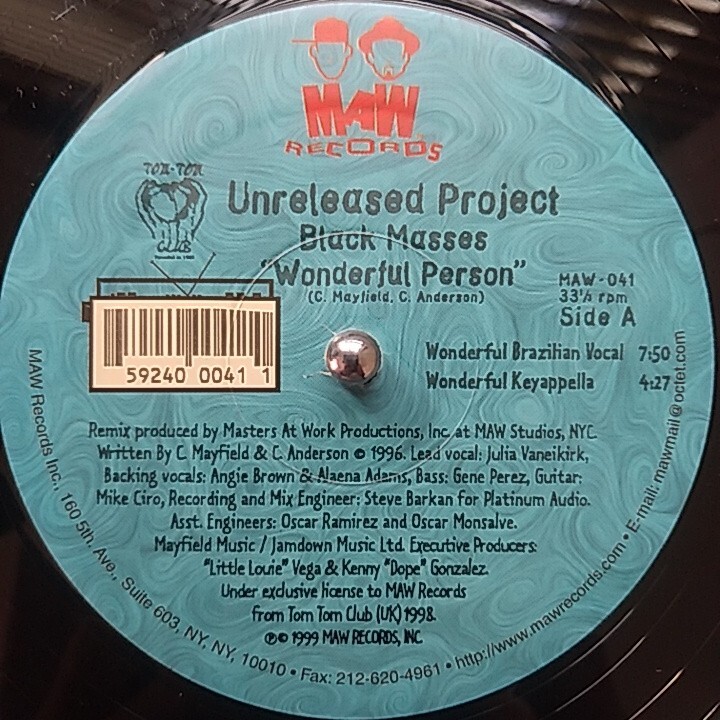 MAW
RECORDS
TOM-TOM
CLUB
Unreleased Project
Black Masses
"Wonderful Person"
(C. Mayfield, C. Anderson)
MAW-041
33⅓ rpm
Side A
59240 0041 1
Wonderful Brazilian Vocal 7:50
Wonderful Keyappella 4:27
Remix produced by Masters At Work Productions, Inc. at MAW Studios, NYC.
Written By C. Mayfield & C. Anderson © 1996. Lead vocal: Julia Vaneikirk,
Backing vocals: Angie Brown & Alaena Adams, Bass: Gene Perez, Guitar:
Mike Ciro, Recording and Mix Engineer: Steve Barkan for Platinum Audio.
Asst. Engineers: Oscar Ramirez and Oscar Monsalve.
Mayfield Music / Jamdown Music Ltd. Executive Producers:
"Little Louie" Vega & Kenny "Dope" Gonzalez.
Under exclusive license to MAW Records
from Tom Tom Club (UK) 1998.
℗© 1999 MAW RECORDS, INC.
MAW Records Inc., 160 5th. Ave., Suite 603, NY, NY, 10010 • Fax: 212-620-4961 • http://www.mawrecords.com • E-mail: mawmail@octet.com